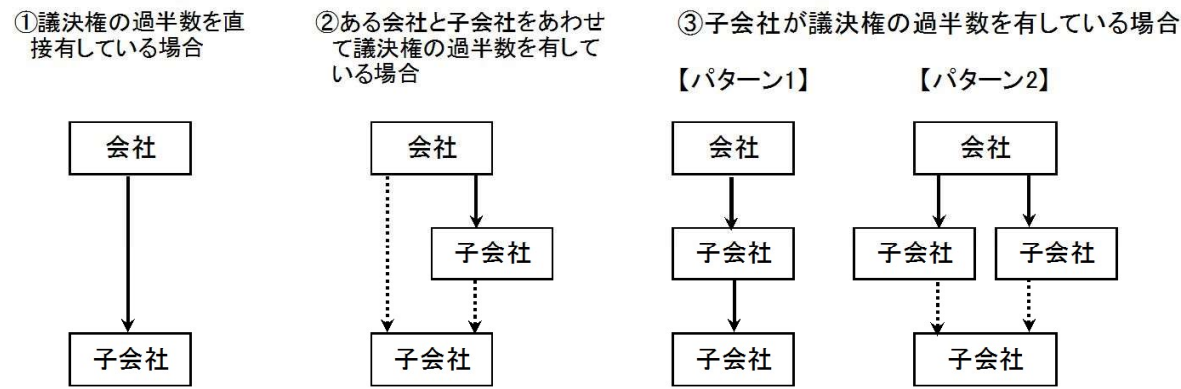 ①議決権の過半数を直
接有している場合
②ある会社と子会社をあわせ
て議決権の過半数を有して
いる場合
③子会社が議決権の過半数を有している場合
【パターン1】
【パターン2】
会社
子会社
会社
子会社
子会社
会社
子会社
子会社
会社
子会社
子会社
子会社